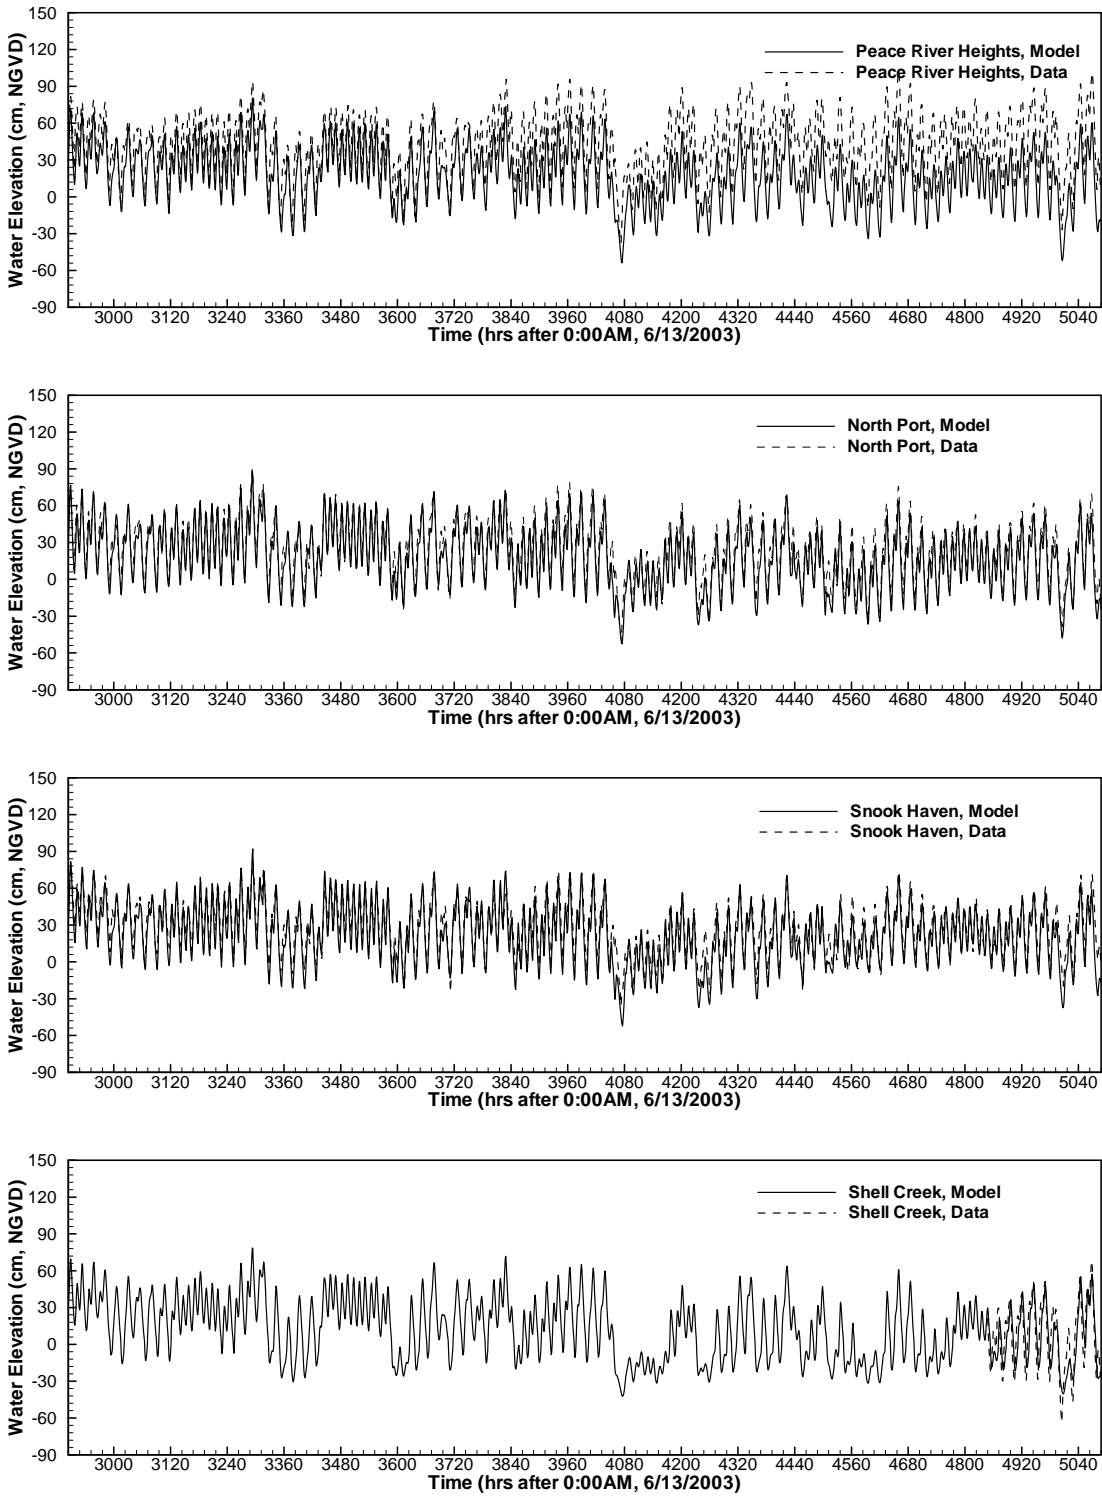 150
120
90
60
30
0
-30
-60
-90
Water Elevation (cm, NGVD)
Peace River Heights, Model
Peace River Heights, Data
3000 3120 3240 3360 3480 3600 3720 3840 3960 4080 4200 4320 4440 4560 4680 4800 4920 5040
Time (hrs after 0:00AM, 6/13/2003)
150
120
90
60
30
0
-30
-60
-90
Water Elevation (cm, NGVD)
North Port, Model
North Port, Data
3000 3120 3240 3360 3480 3600 3720 3840 3960 4080 4200 4320 4440 4560 4680 4800 4920 5040
Time (hrs after 0:00AM, 6/13/2003)
150
120
90
60
30
0
-30
-60
-90
Water Elevation (cm, NGVD)
Snook Haven, Model
Snook Haven, Data
3000 3120 3240 3360 3480 3600 3720 3840 3960 4080 4200 4320 4440 4560 4680 4800 4920 5040
Time (hrs after 0:00AM, 6/13/2003)
150
120
90
60
30
0
-30
-60
-90
Water Elevation (cm, NGVD)
Shell Creek, Model
Shell Creek, Data
3000 3120 3240 3360 3480 3600 3720 3840 3960 4080 4200 4320 4440 4560 4680 4800 4920 5040
Time (hrs after 0:00AM, 6/13/2003)